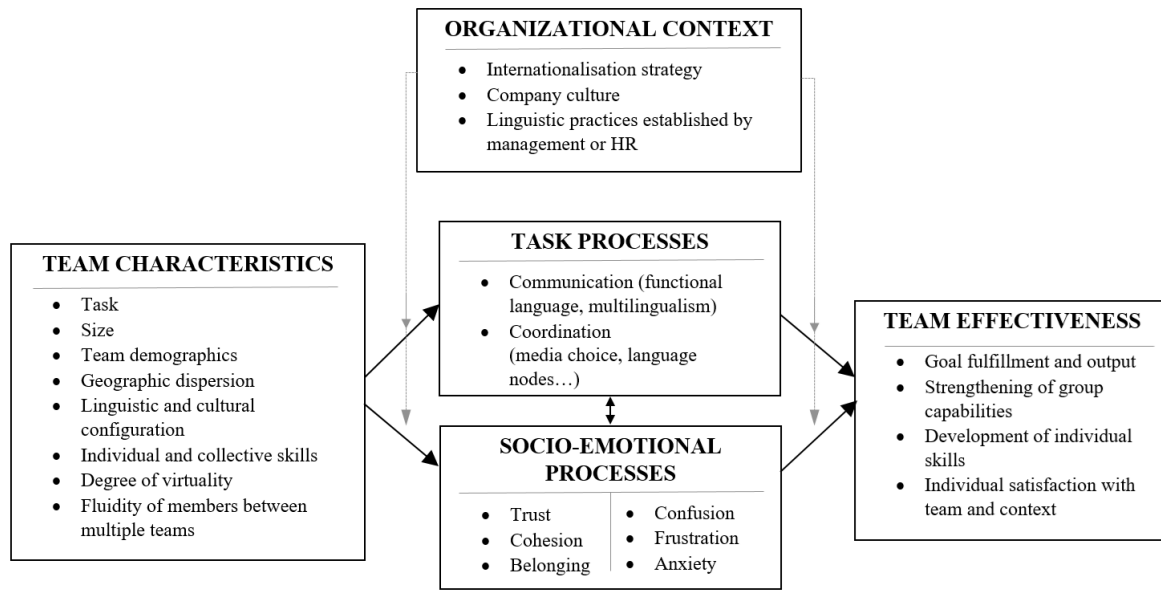 ORGANIZATIONAL CONTEXT
• Internationalisation strategy
• Company culture
• Linguistic practices established by
management or HR
TEAM CHARACTERISTICS
• Task
• Size
• Team demographics
• Geographic dispersion
• Linguistic and cultural
configuration
• Individual and collective skills
• Degree of virtuality
• Fluidity of members between
multiple teams
TASK PROCESSES
• Communication (functional
language, multilingualism)
• Coordination
(media choice, language
nodes…)
SOCIO-EMOTIONAL
PROCESSES
• Trust
• Cohesion
• Belonging
• Confusion
• Frustration
• Anxiety
TEAM EFFECTIVENESS
• Goal fulfillment and output
• Strengthening of group
capabilities
• Development of individual
skills
• Individual satisfaction with
team and context